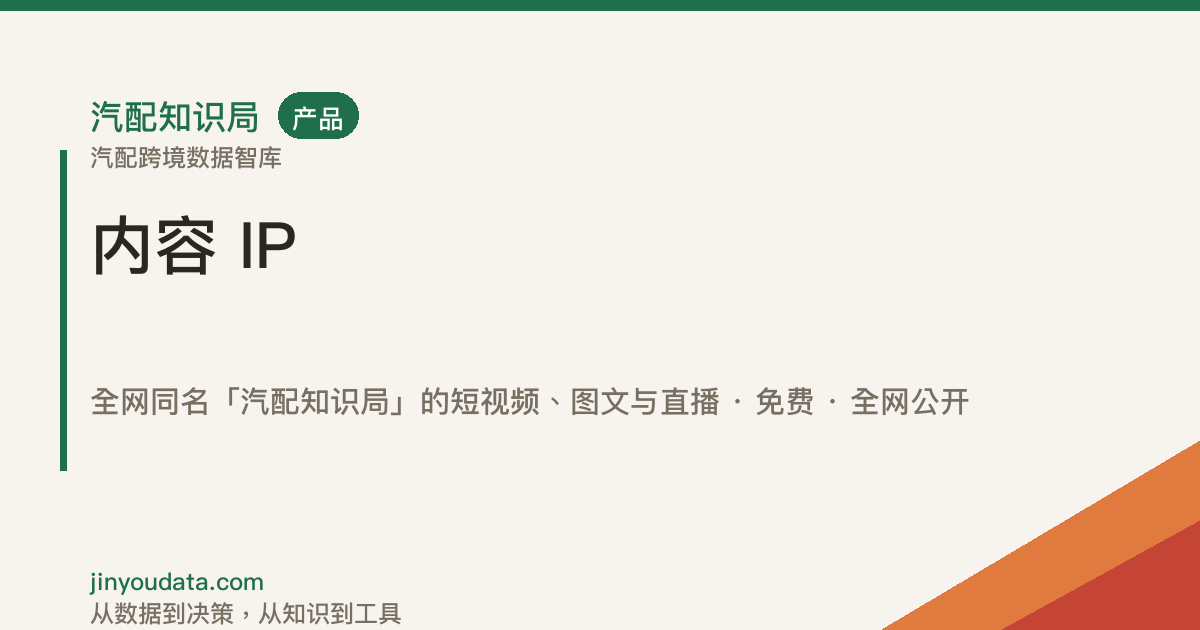 汽配知识局 产品
汽配跨境数据智库
内容 IP
全网同名「汽配知识局」的短视频、图文与直播 · 免费 · 全网公开
jinyoudata.com
从数据到决策，从知识到工具